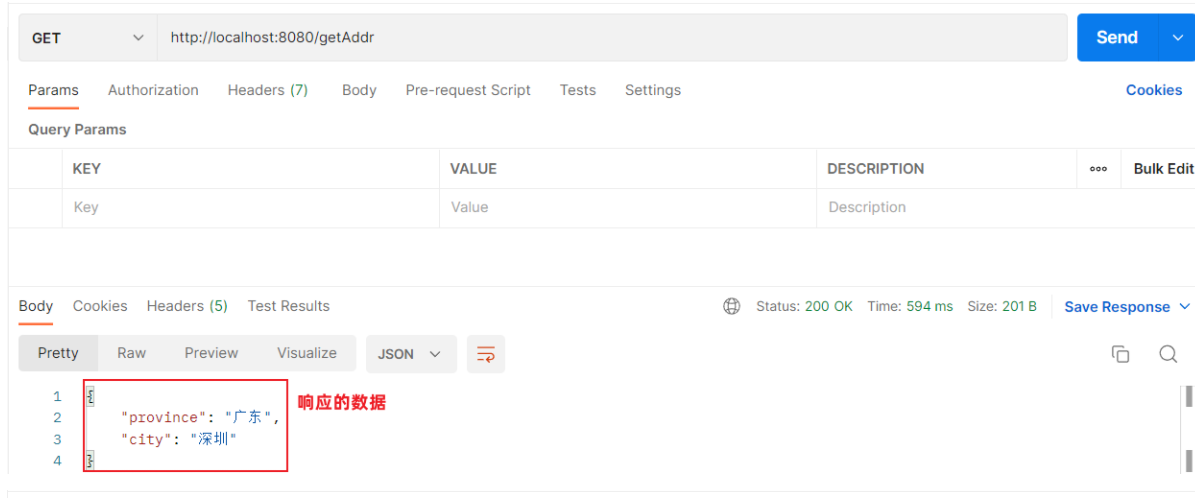 GET http://localhost:8080/getAddr Send
Params Authorization Headers (7) Body Pre-request Script Tests Settings Cookies
Query Params
KEY VALUE DESCRIPTION ooo Bulk Edit
Key Value Description
Body Cookies Headers (5) Test Results Status: 200 OK Time: 594 ms Size: 201 B Save Response
Pretty Raw Preview Visualize JSON
1 { 响应的数据
2 "province": "广东",
3 "city": "深圳"
4 }